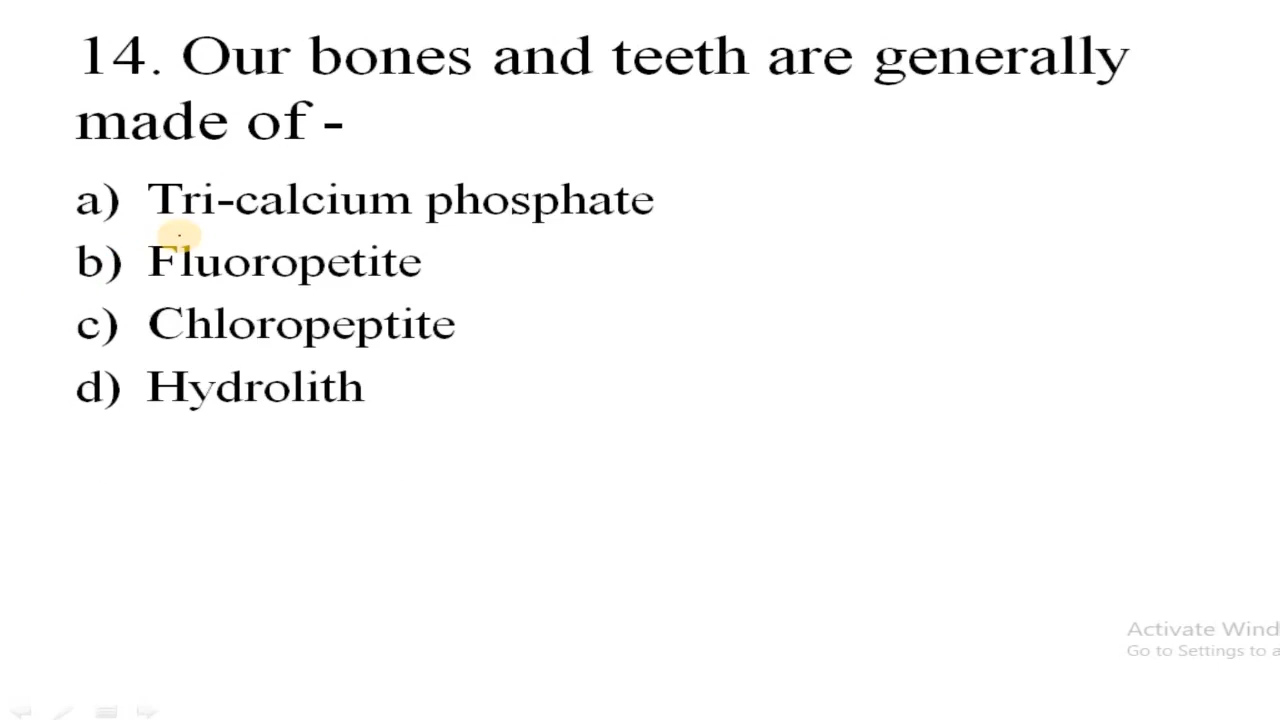 14. Our bones and teeth are generally
made of -
a) Tri-calcium phosphate
b) Fluoropetite
c) Chloropeptite
d) Hydrolith
Activate Wind
Go to Settings to a